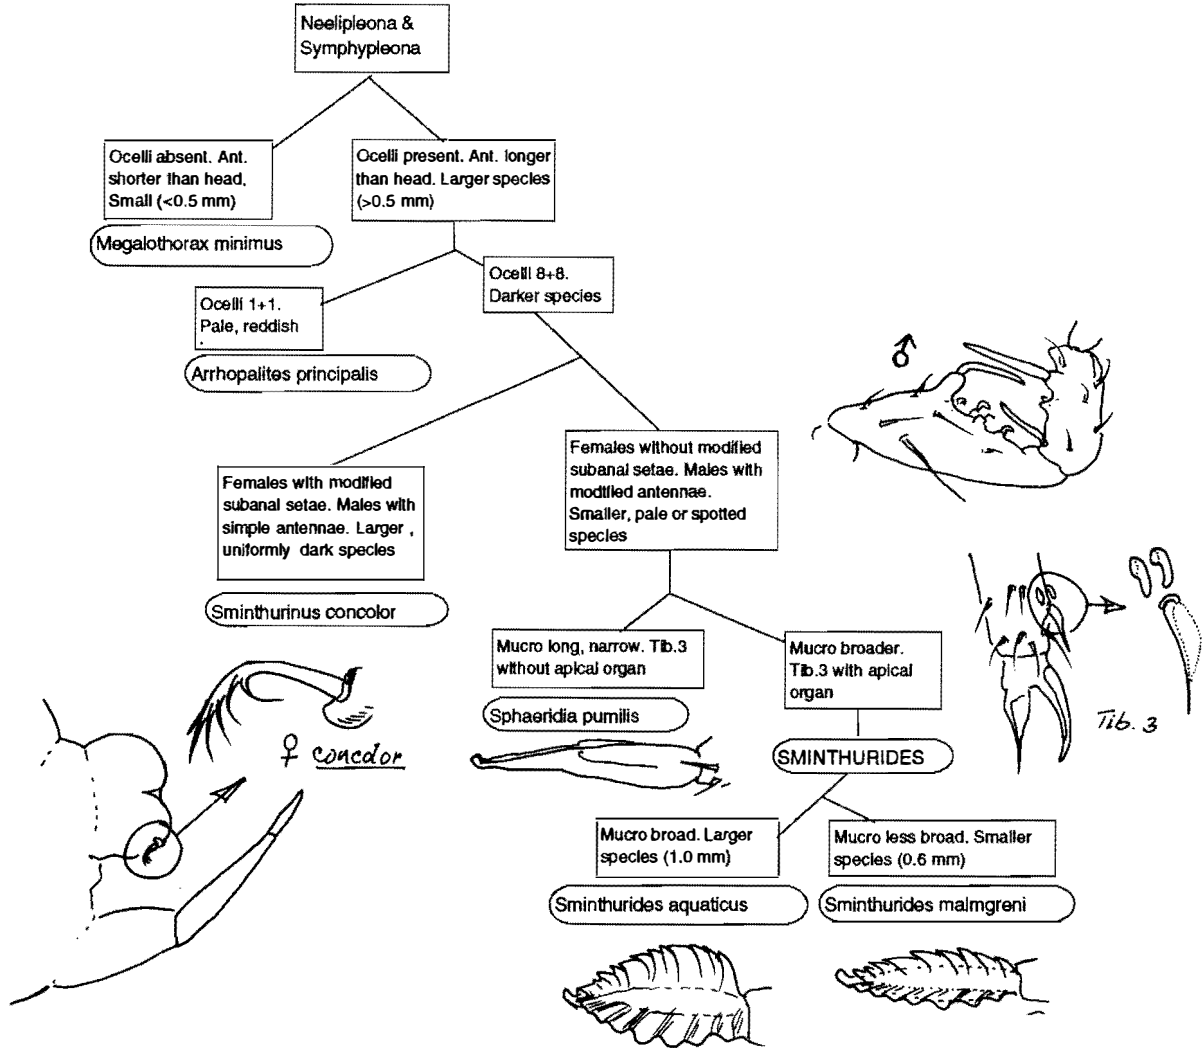 Neelipleona &
Symphypleona
Ocelli absent. Ant.
shorter than head,
Small (<0.5 mm)
Ocelli present. Ant. longer
than head. Larger species
(>0.5 mm)
Megalothorax minimus
Ocelli 8+8.
Darker species
Ocelli 1+1.
Pale, reddish
Arrhopalites principalis
♂
Females without modified
subanal setae. Males with
modified antennae.
Smaller, pale or spotted
species
Females with modified
subanal setae. Males with
simple antennae. Larger ,
uniformly dark species
Sminthurinus concolor
Mucro long, narrow. Tib.3
without apical organ
Mucro broader.
Tib.3 with apical
organ
Sphaeridia pumilis
Tib. 3
♀ concolor
SMINTHURIDES
Mucro broad. Larger
species (1.0 mm)
Mucro less broad. Smaller
species (0.6 mm)
Sminthurides aquaticus
Sminthurides malmgreni